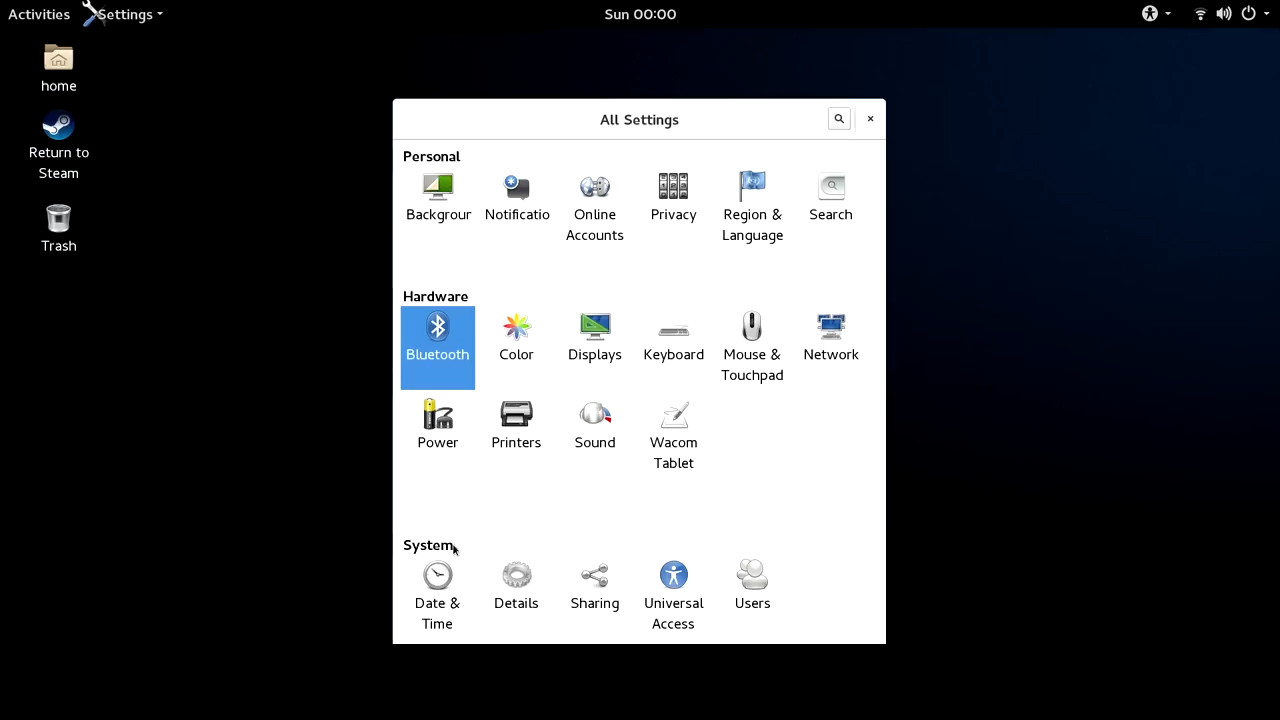 Activities Settings Sun 00:00
home
Return to
Steam
Trash
All Settings
Personal
Backgrour Notificatio Online Accounts Privacy Region & Language Search
Hardware
Bluetooth Color Displays Keyboard Mouse & Touchpad Network
Power Printers Sound Wacom Tablet
System
Date & Time Details Sharing Universal Access Users